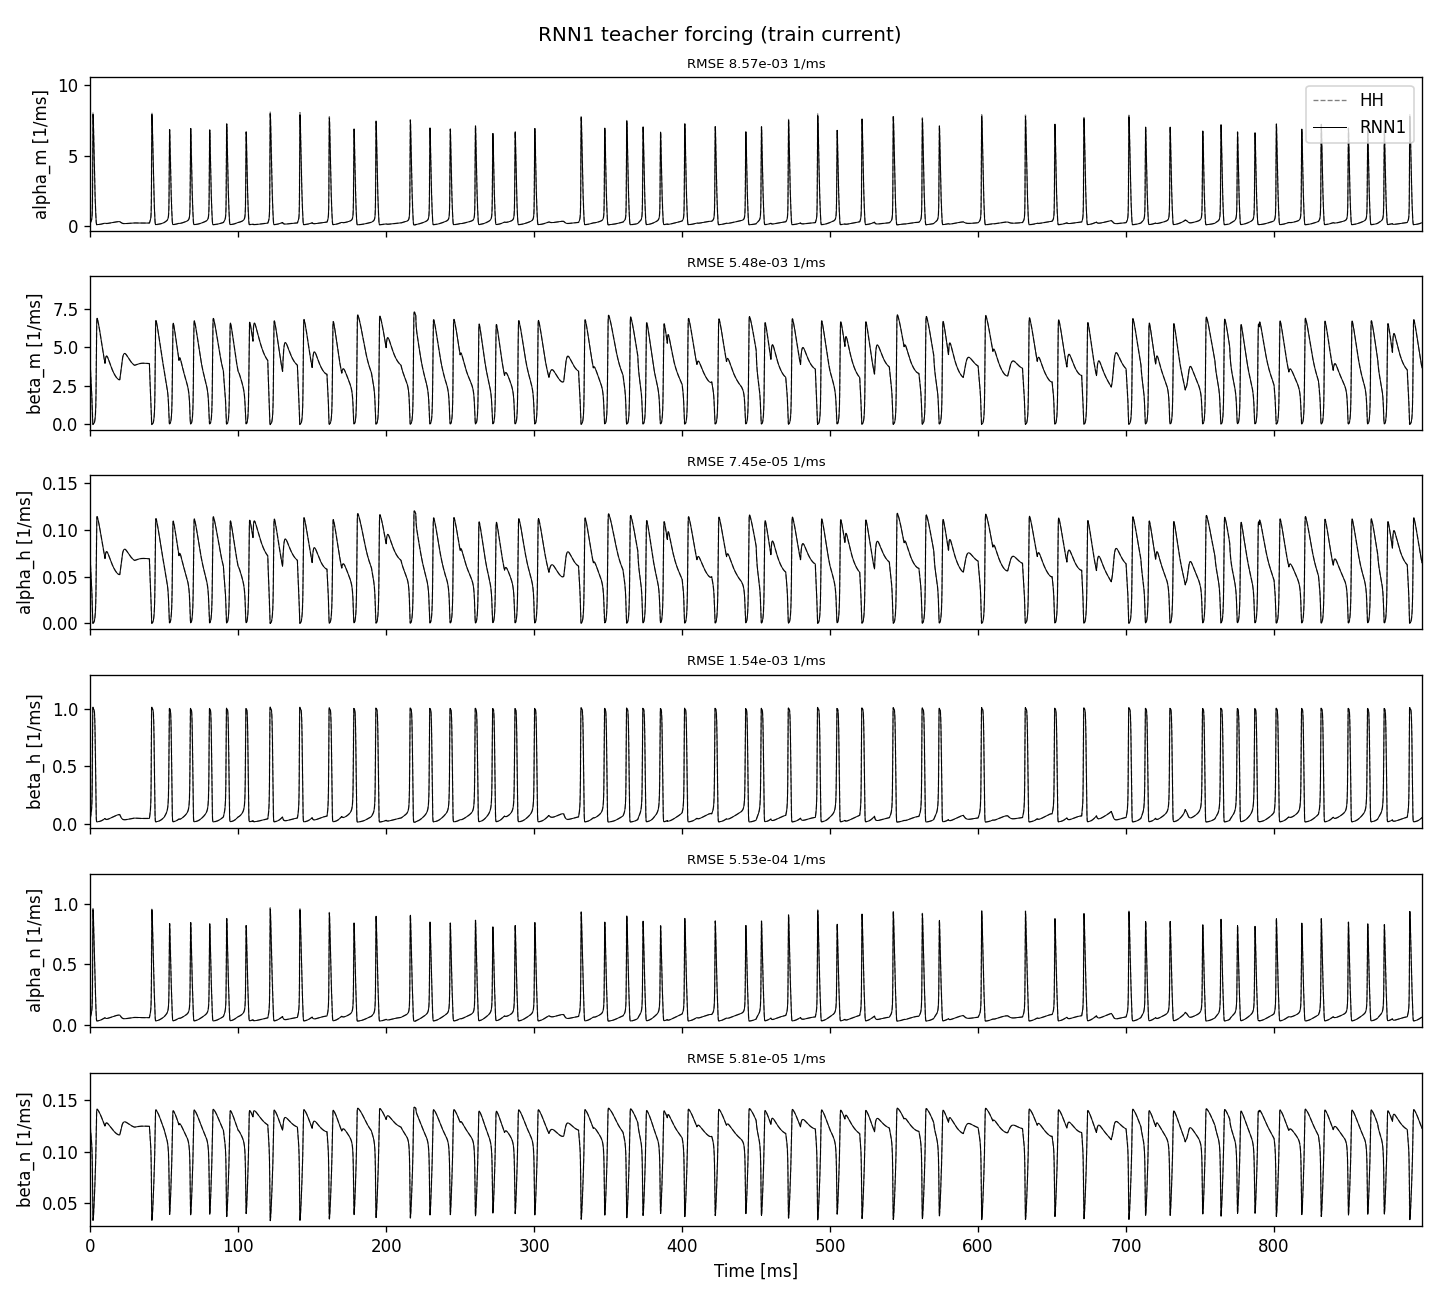 RNN1 teacher forcing (train current)
RMSE 8.57e-03 1/ms
alpha_m [1/ms]
10
5
0
HH
RNN1
RMSE 5.48e-03 1/ms
beta_m [1/ms]
7.5
5.0
2.5
0.0
RMSE 7.45e-05 1/ms
alpha_h [1/ms]
0.15
0.10
0.05
0.00
RMSE 1.54e-03 1/ms
beta_h [1/ms]
1.0
0.5
0.0
RMSE 5.53e-04 1/ms
alpha_n [1/ms]
1.0
0.5
0.0
RMSE 5.81e-05 1/ms
beta_n [1/ms]
0.15
0.10
0.05
0 100 200 300 400 500 600 700 800
Time [ms]